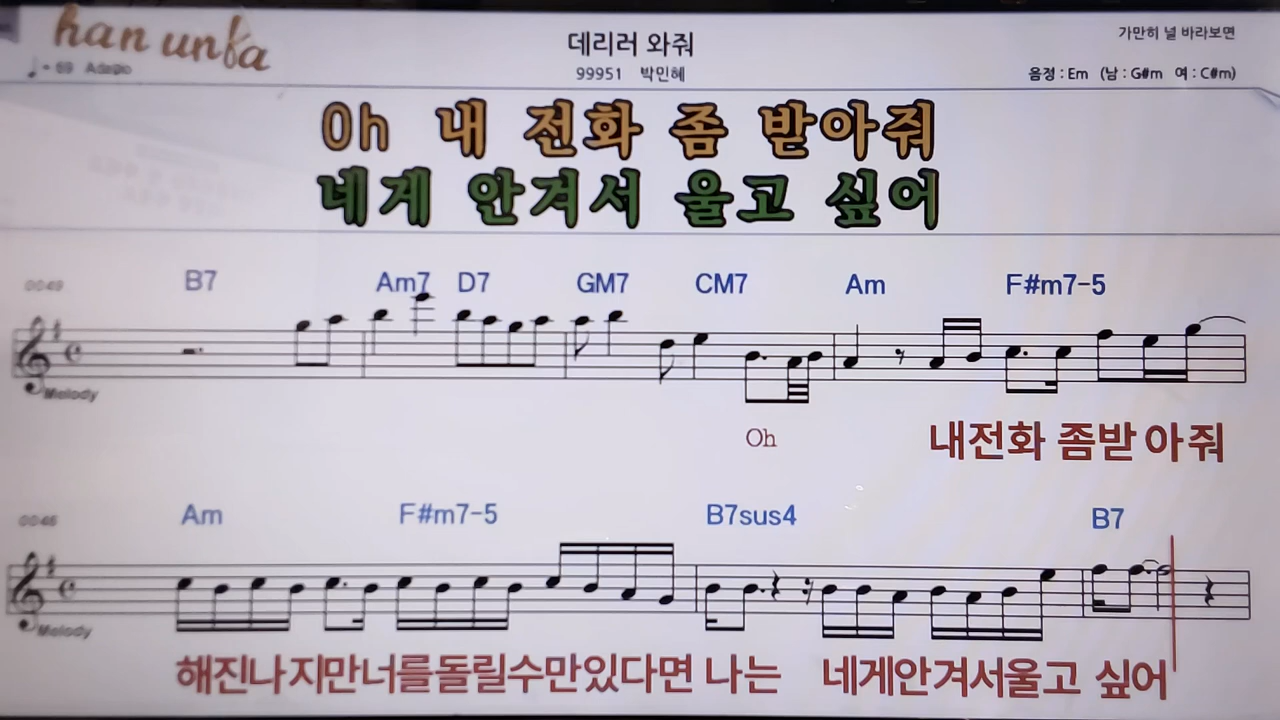 han unka
데리러 와줘
가만히 널 바라보면
♩= 69 Adagio
99951 박민혜
음정 : Em (남 : G#m 여 : C#m)
Oh 내 전화 좀 받아줘
네게 안겨서 울고 싶어
B7 Am7 D7 GM7 CM7 Am F#m7-5
Melody
Oh 내전화 좀받 아줘
Am F#m7-5 B7sus4 B7
Melody
해진나지만너를돌릴수만있다면 나는 네게안겨서울고 싶어